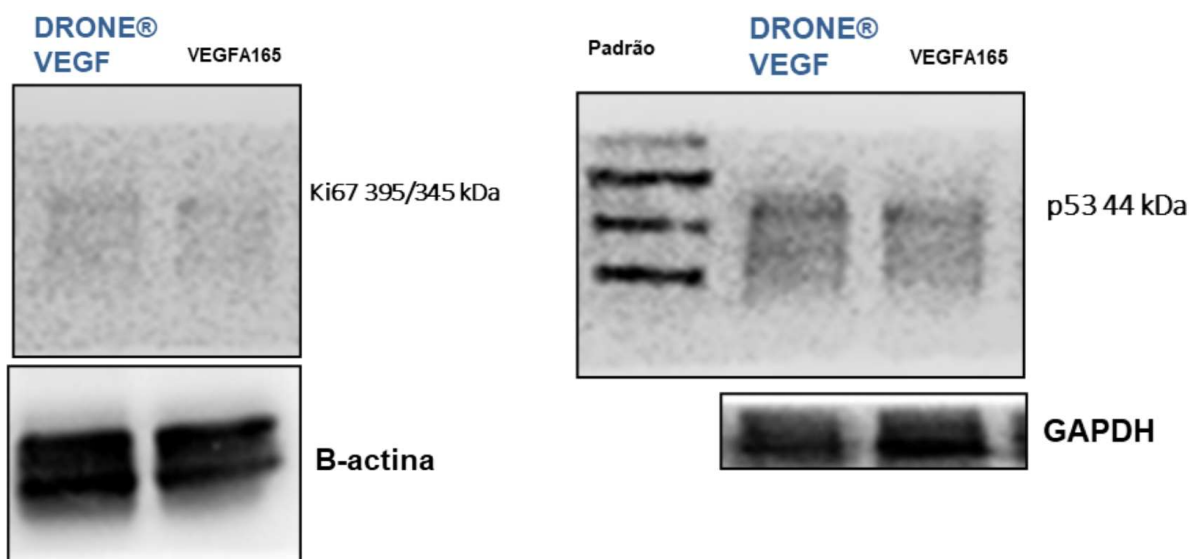 DRONE®
VEGF
VEGFA165
Ki67 395/345 kDa
B-actina
Padrão
DRONE®
VEGF
VEGFA165
p53 44 kDa
GAPDH